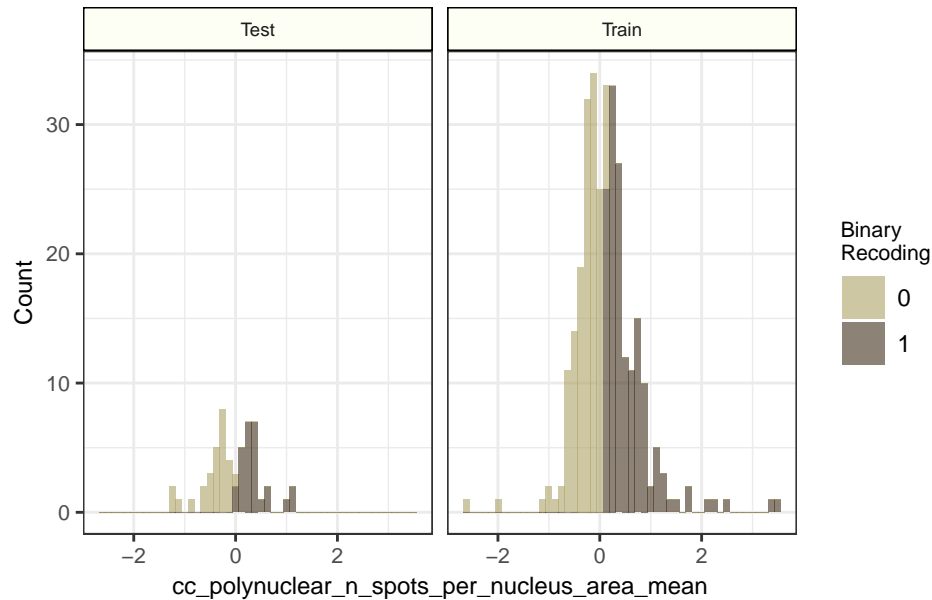 Test
Train
30
20
10
0
Count
−2
0
2
−2
0
2
cc_polynuclear_n_spots_per_nucleus_area_mean
Binary
Recoding
0
1